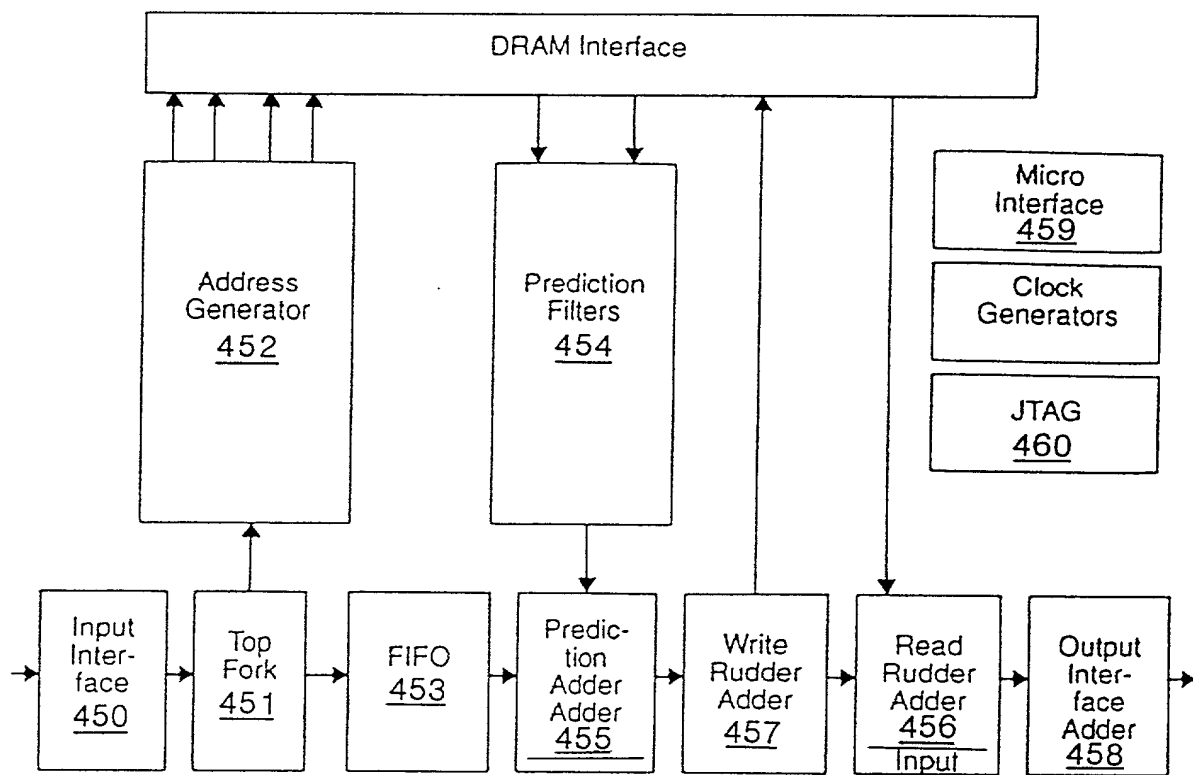 DRAM Interface
Address
Generator
452
Prediction
Filters
454
Micro
Interface
459
Clock
Generators
JTAG
460
Input
Inter-
face
450
Top
Fork
451
FIFO
453
Predic-
tion
Adder
Adder
455
Write
Rudder
Adder
457
Read
Rudder
Adder
456
Input
Output
Inter-
face
Adder
458